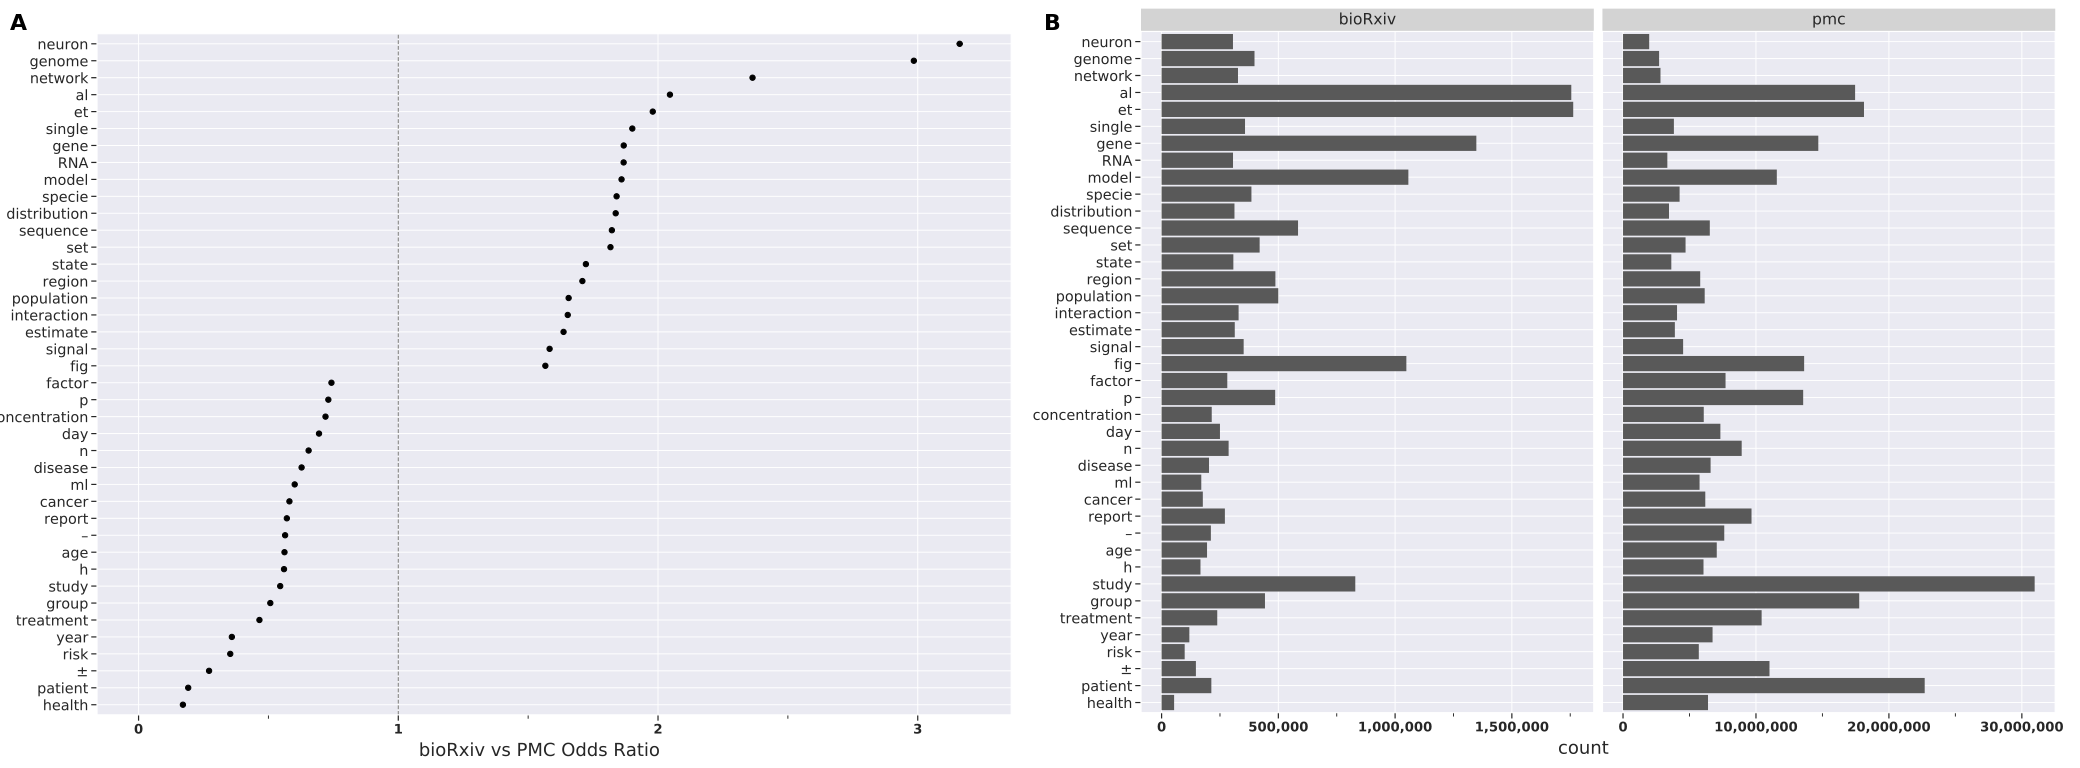 A
neuron
genome
network
al
et
single
gene
RNA
model
specie
distribution
sequence
set
state
region
population
interaction
estimate
signal
fig
factor
p
oncentration
day
n
disease
ml
cancer
report
–
age
h
study
group
treatment
year
risk
±
patient
health
0 1 2 3
bioRxiv vs PMC Odds Ratio
B
bioRxiv pmc
neuron
genome
network
al
et
single
gene
RNA
model
specie
distribution
sequence
set
state
region
population
interaction
estimate
signal
fig
factor
p
concentration
day
n
disease
ml
cancer
report
–
age
h
study
group
treatment
year
risk
±
patient
health
0 500,000 1,000,000 1,500,000 0 10,000,000 20,000,000 30,000,000
count